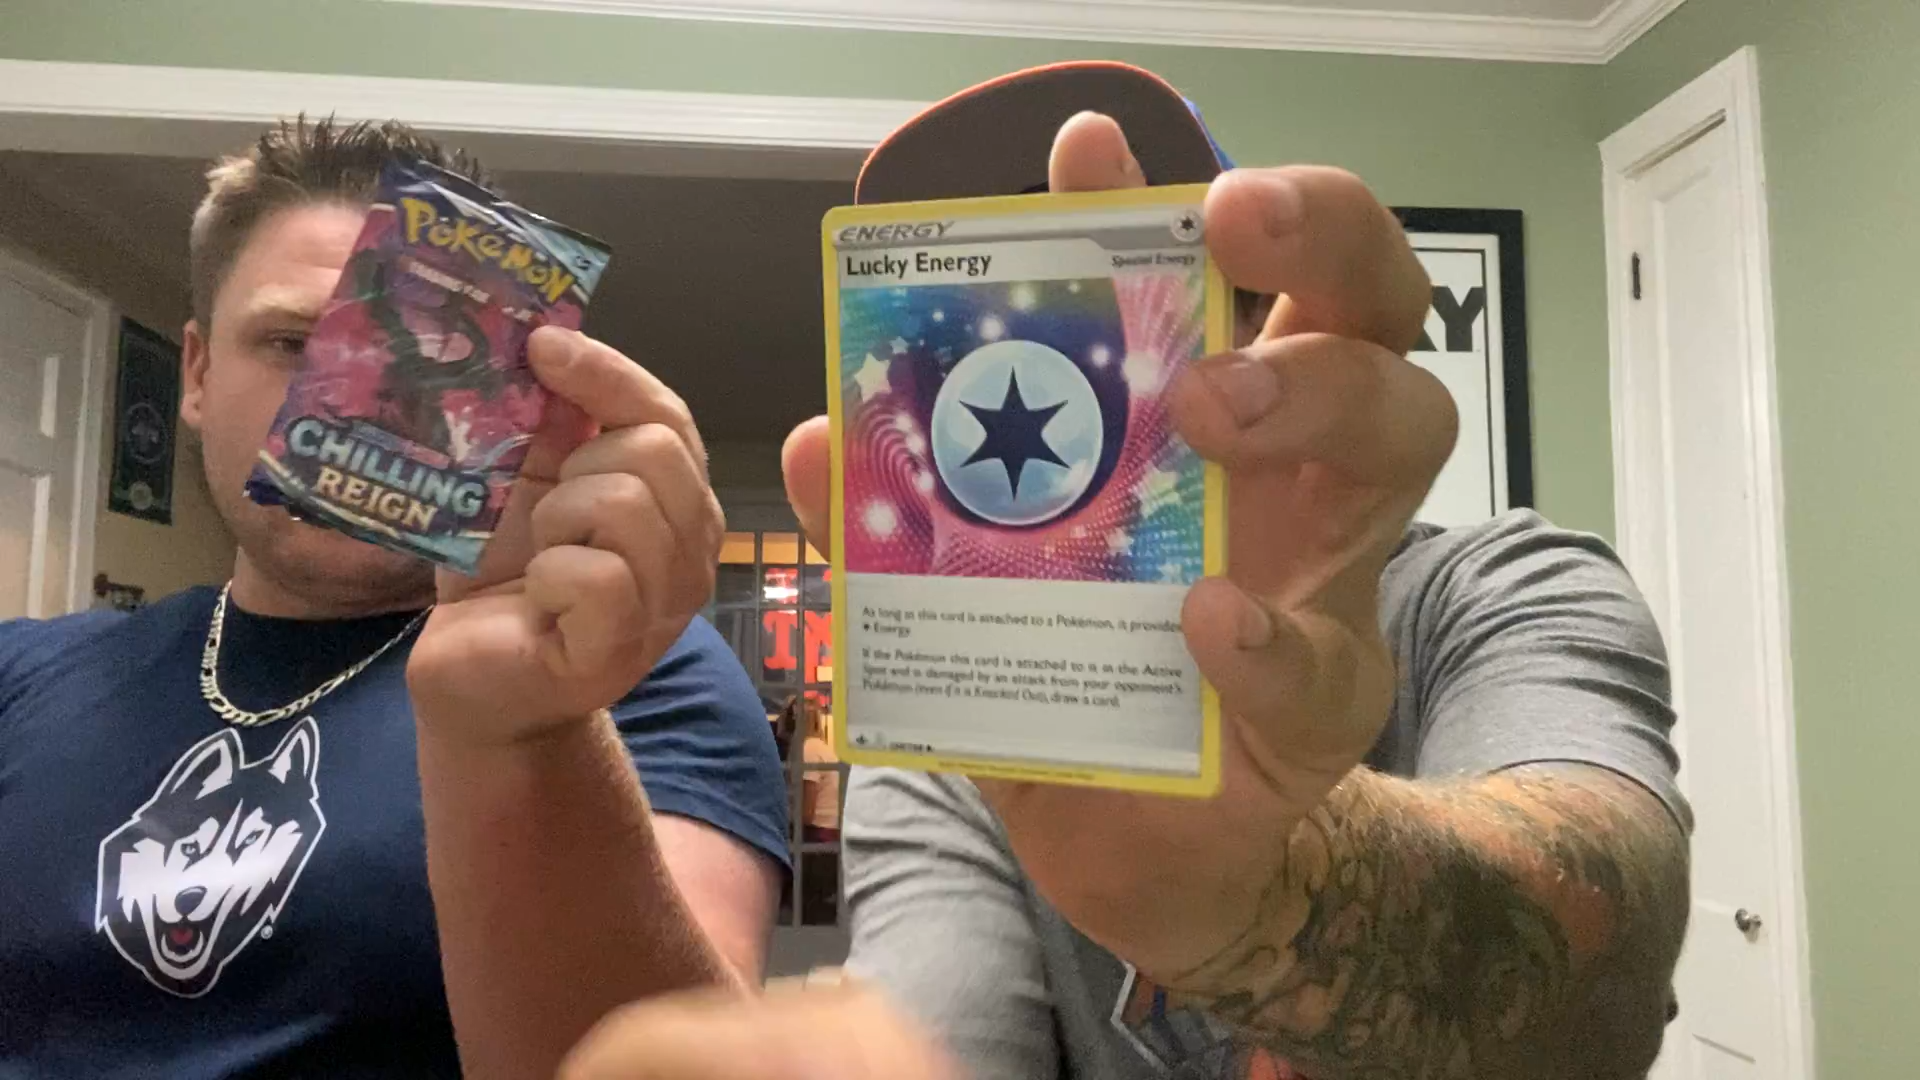 POKéMON
CHILLING
REIGN
ENERGY
Lucky Energy
Special Energy
As long as this card is attached to a Pokémon, it provides
Energy.
If the Pokémon this card is attached to is in the Active
Spot and is damaged by an attack from your opponent's
Pokémon (even if it is Knocked Out), draw a card.
KY